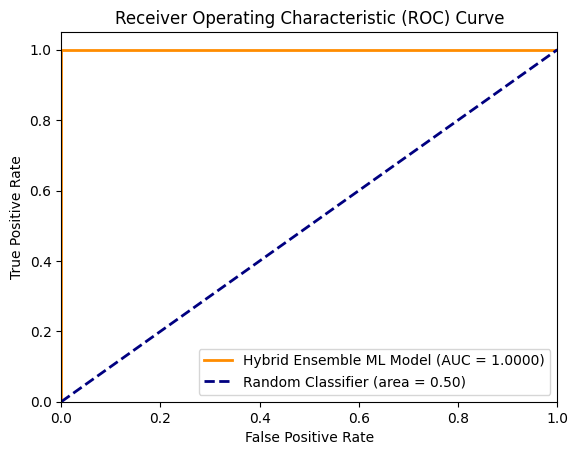 Receiver Operating Characteristic (ROC) Curve
1.0
0.8
0.6
0.4
0.2
0.0
True Positive Rate
Hybrid Ensemble ML Model (AUC = 1.0000)
Random Classifier (area = 0.50)
0.0 0.2 0.4 0.6 0.8 1.0
False Positive Rate